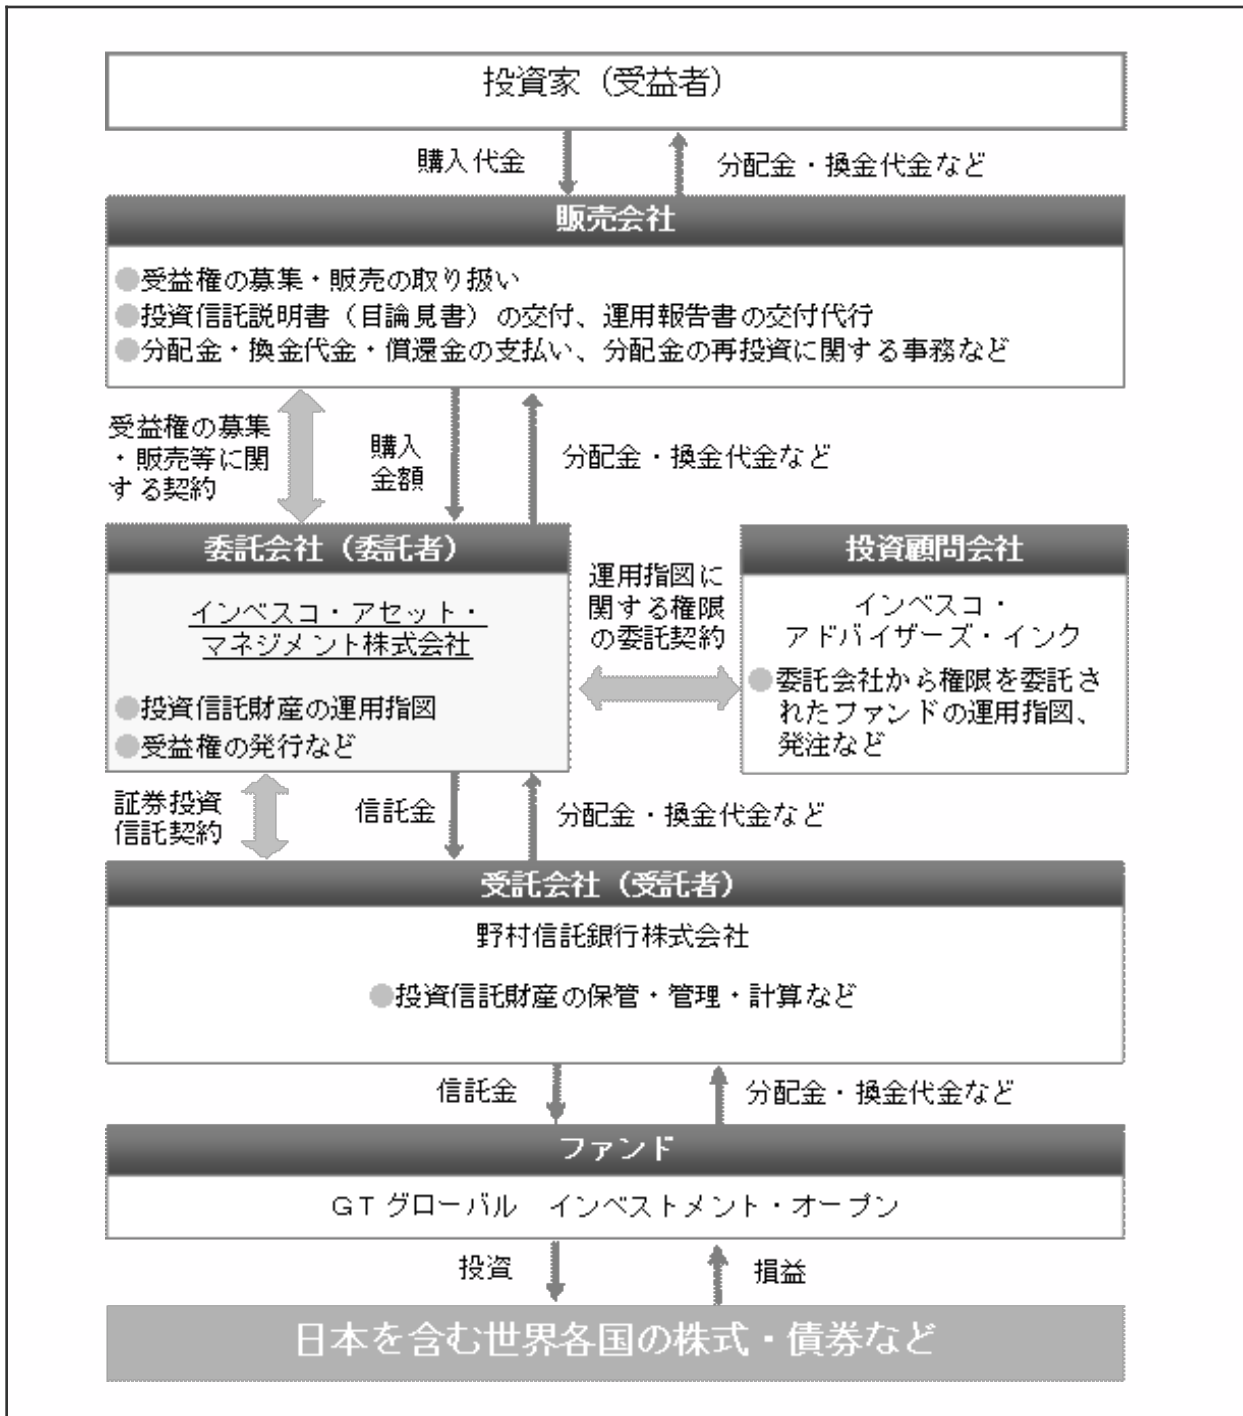 投資家（受益者）
購入代金
分配金・換金代金など
販売会社
●受益権の募集・販売の取り扱い
●投資信託説明書（目論見書）の交付、運用報告書の交付代行
●分配金・換金代金・償還金の支払い、分配金の再投資に関する事務など
受益権の募集
・販売等に関
する契約
購入
金額
分配金・換金代金など
委託会社（委託者）
インベスコ・アセット・
マネジメント株式会社
●投資信託財産の運用指図
●受益権の発行など
運用指図に
関する権限
の委託契約
投資顧問会社
インベスコ・
アドバイザーズ・インク
●委託会社から権限を委託さ
れたファンドの運用指図、
発注など
証券投資
信託契約
信託金
分配金・換金代金など
受託会社（受託者）
野村信託銀行株式会社
●投資信託財産の保管・管理・計算など
信託金
分配金・換金代金など
ファンド
ＧＴグローバル　インベストメント・オープン
投資
損益
日本を含む世界各国の株式・債券など